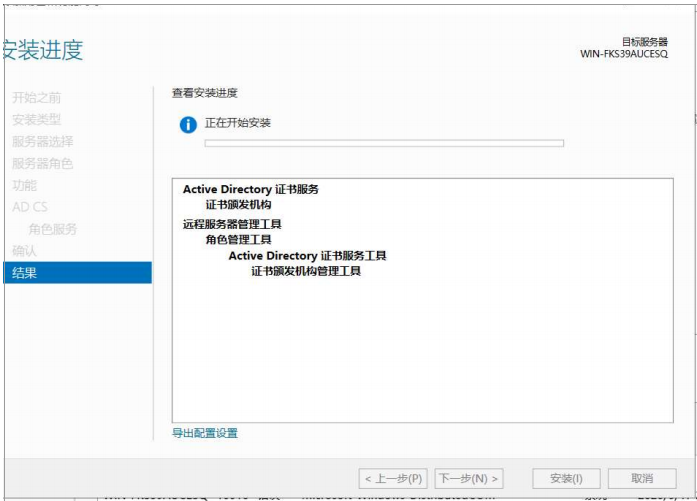 安装进度
目标服务器
WIN-FKS39AUCESQ
开始之前
安装类型
服务器选择
服务器角色
功能
AD CS
角色服务
确认
结果
查看安装进度
正在开始安装
Active Directory 证书服务
证书颁发机构
远程服务器管理工具
角色管理工具
Active Directory 证书服务工具
证书颁发机构管理工具
导出配置设置
< 上一步(P)
下一步(N) >
安装(I)
取消